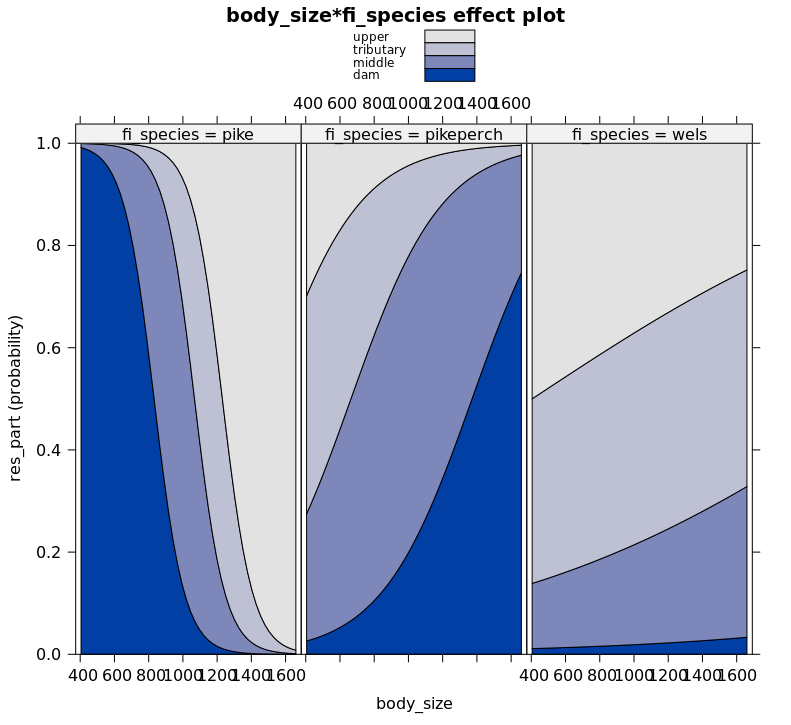 body_size*fi_species effect plot
upper
tributary
middle
dam
400 600 800 1000 1200 1400 1600
fi_species = pike fi_species = pikeperch fi_species = wels
1.0
0.8
0.6
0.4
0.2
0.0
res_part (probability)
400 600 800 1000 1200 1400 1600 400 600 800 1000 1200 1400 1600
body_size